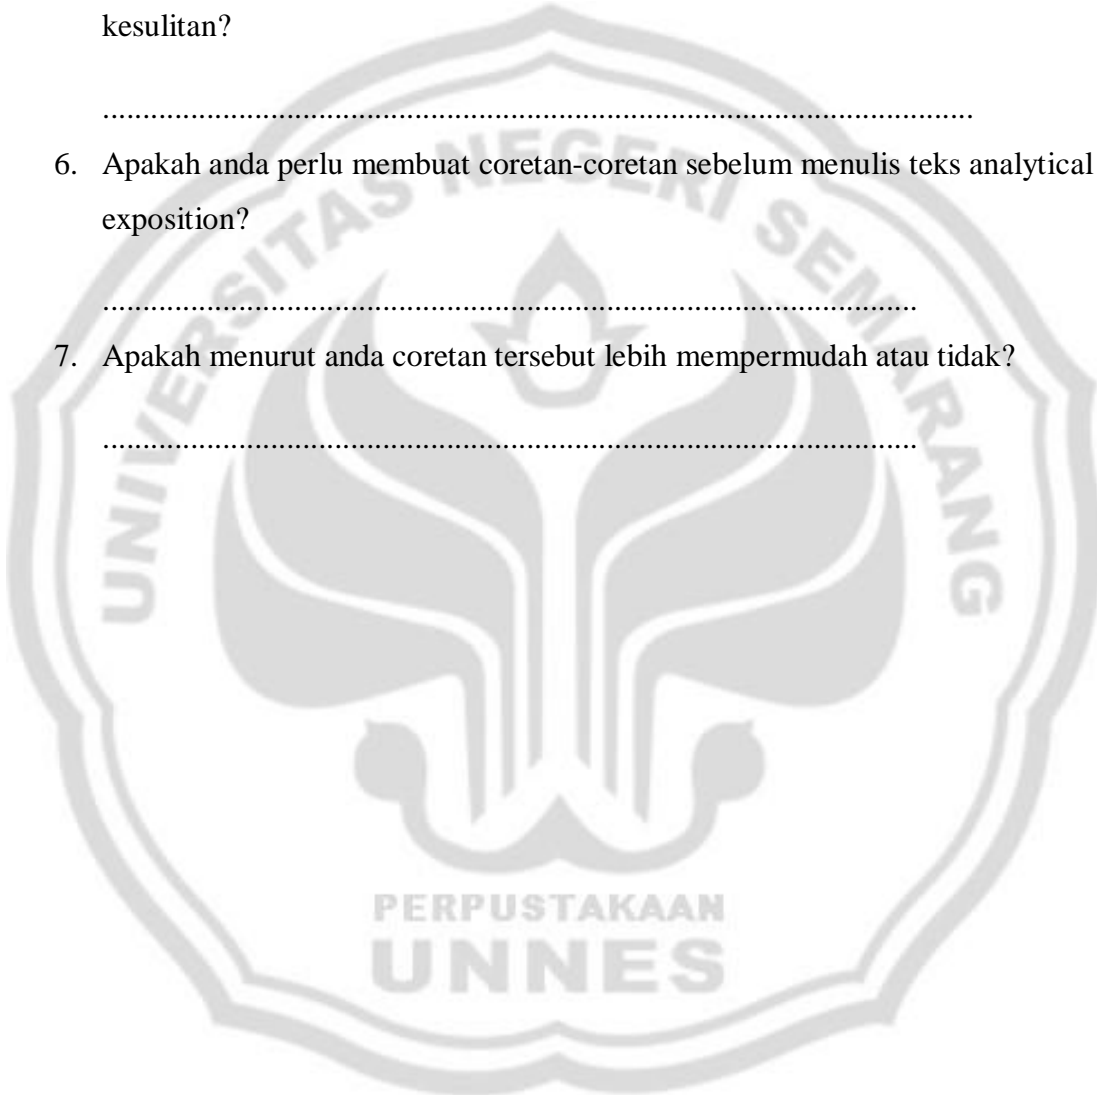 kesulitan?
.............................................................................................................
6. Apakah anda perlu membuat coretan-coretan sebelum menulis teks analytical
exposition?
......................................................................................................
7. Apakah menurut anda coretan tersebut lebih mempermudah atau tidak?
......................................................................................................
UNIVERSITAS NEGERI SEMARANG
PERPUSTAKAAN
UNNES